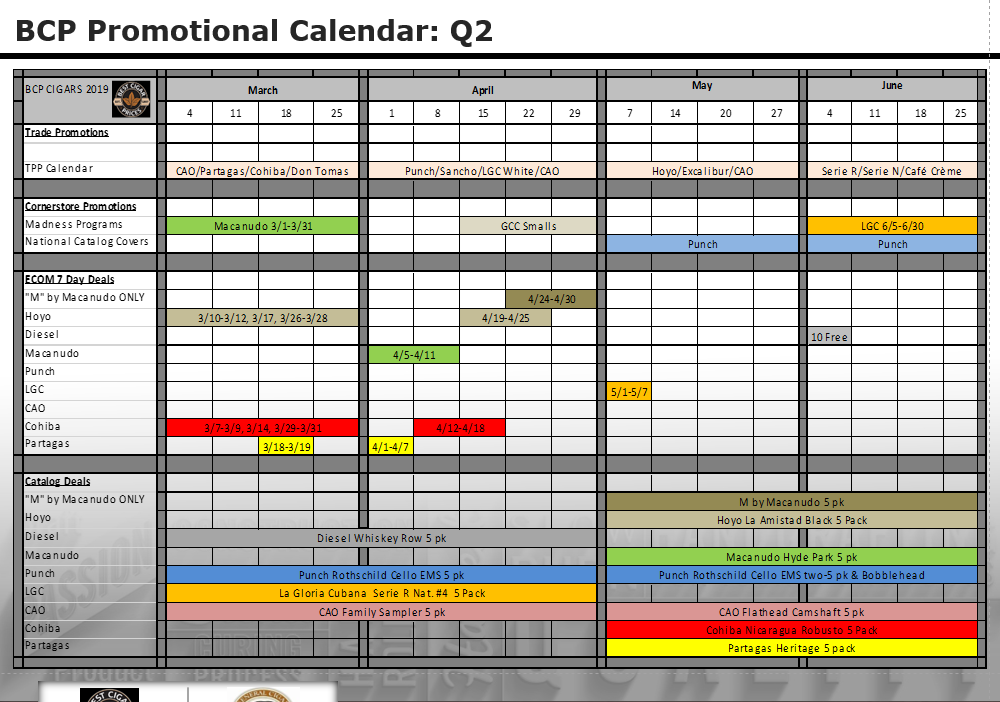 BCP Promotional Calendar: Q2
BCP CIGARS 2019 BEST CIGAR PRICES March April May June
4 11 18 25 1 8 15 22 29 7 14 20 27 4 11 18 25
Trade Promotions
TPP Calendar CAO/Partagas/Cohiba/Don Tomas Punch/Sancho/LGC White/CAO Hoyo/Excalibur/CAO Serie R/Serie N/Café Crème
Cornerstore Promotions
Madness Programs Macanudo 3/1-3/31 GCC Smalls LGC 6/5-6/30
National Catalog Covers Punch Punch
ECOM 7 Day Deals
"M" by Macanudo ONLY 4/24-4/30
Hoyo 3/10-3/12, 3/17, 3/26-3/28 4/19-4/25
Diesel 10 Free
Macanudo 4/5-4/11
Punch
LGC 5/1-5/7
CAO
Cohiba 3/7-3/9, 3/14, 3/29-3/31 4/12-4/18
Partagas 3/18-3/19 4/1-4/7
Catalog Deals
"M" by Macanudo ONLY M by Macanudo 5 pk
Hoyo Hoyo La Amistad Black 5 Pack
Diesel Diesel Whiskey Row 5 pk
Macanudo Macanudo Hyde Park 5 pk
Punch Punch Rothschild Cello EMS 5 pk Punch Rothschild Cello EMS two-5 pk & Bobblehead
LGC La Gloria Cubana Serie R Nat. #4 5 Pack
CAO CAO Family Sampler 5 pk CAO Flathead Camshaft 5 pk
Cohiba Cohiba Nicaragua Robusto 5 Pack
Partagas Partagas Heritage 5 pack
BEST CIGAR